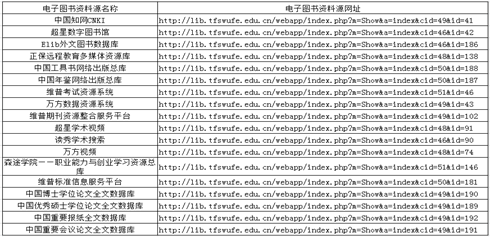 电子图书资料源名称 电子图书资料源网址
中国知网CNKI http://lib.tfswufe.edu.cn/webapp/index.php?m=Show&a=index&cid=49&id=41
超星数字图书馆 http://lib.tfswufe.edu.cn/webapp/index.php?m=Show&a=index&cid=46&id=42
Elib外文图书数据库 http://lib.tfswufe.edu.cn/webapp/index.php?m=Show&a=index&cid=46&id=186
正保远程教育多媒体资源库 http://lib.tfswufe.edu.cn/webapp/index.php?m=Show&a=index&cid=48&id=138
中国工具书网络出版总库 http://lib.tfswufe.edu.cn/webapp/index.php?m=Show&a=index&cid=50&id=188
中国年鉴网络出版总库 http://lib.tfswufe.edu.cn/webapp/index.php?m=Show&a=index&cid=50&id=187
维普考试资源系统 http://lib.tfswufe.edu.cn/webapp/index.php?m=Show&a=index&cid=51&id=46
万方数据资源系统 http://lib.tfswufe.edu.cn/webapp/index.php?m=Show&a=index&cid=49&id=43
维普期刊资源整合服务平台 http://lib.tfswufe.edu.cn/webapp/index.php?m=Show&a=index&cid=49&id=102
超星学术视频 http://lib.tfswufe.edu.cn/webapp/index.php?m=Show&a=index&cid=48&id=91
读秀学术搜索 http://lib.tfswufe.edu.cn/webapp/index.php?m=Show&a=index&cid=46&id=90
万方视频 http://lib.tfswufe.edu.cn/webapp/index.php?m=Show&a=index&cid=48&id=74
森途学院——职业能力与创业学习资源总
库 http://lib.tfswufe.edu.cn/webapp/index.php?m=Show&a=index&cid=51&id=146
维普标准信息服务平台 http://lib.tfswufe.edu.cn/webapp/index.php?m=Show&a=index&cid=50&id=181
中国博士学位论文全文数据库 http://lib.tfswufe.edu.cn/webapp/index.php?m=Show&a=index&cid=49&id=190
中国优秀硕士学位论文全文数据库 http://lib.tfswufe.edu.cn/webapp/index.php?m=Show&a=index&cid=49&id=189
中国重要报纸全文数据库 http://lib.tfswufe.edu.cn/webapp/index.php?m=Show&a=index&cid=49&id=192
中国重要会议论文全文数据库 http://lib.tfswufe.edu.cn/webapp/index.php?m=Show&a=index&cid=49&id=191